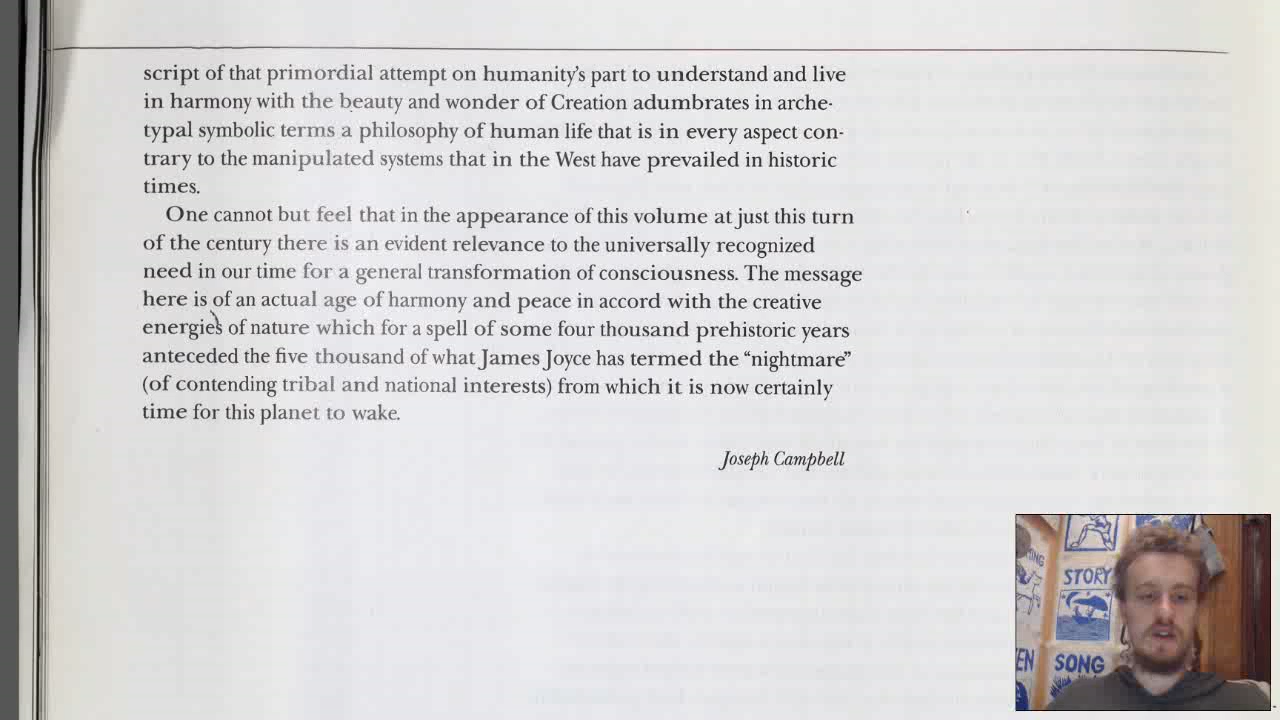 script of that primordial attempt on humanity's part to understand and live
in harmony with the beauty and wonder of Creation adumbrates in arche-
typal symbolic terms a philosophy of human life that is in every aspect con-
trary to the manipulated systems that in the West have prevailed in historic
times.
One cannot but feel that in the appearance of this volume at just this turn
of the century there is an evident relevance to the universally recognized
need in our time for a general transformation of consciousness. The message
here is of an actual age of harmony and peace in accord with the creative
energies of nature which for a spell of some four thousand prehistoric years
anteceded the five thousand of what James Joyce has termed the “nightmare”
(of contending tribal and national interests) from which it is now certainly
time for this planet to wake.
Joseph Campbell
STORY
SONG